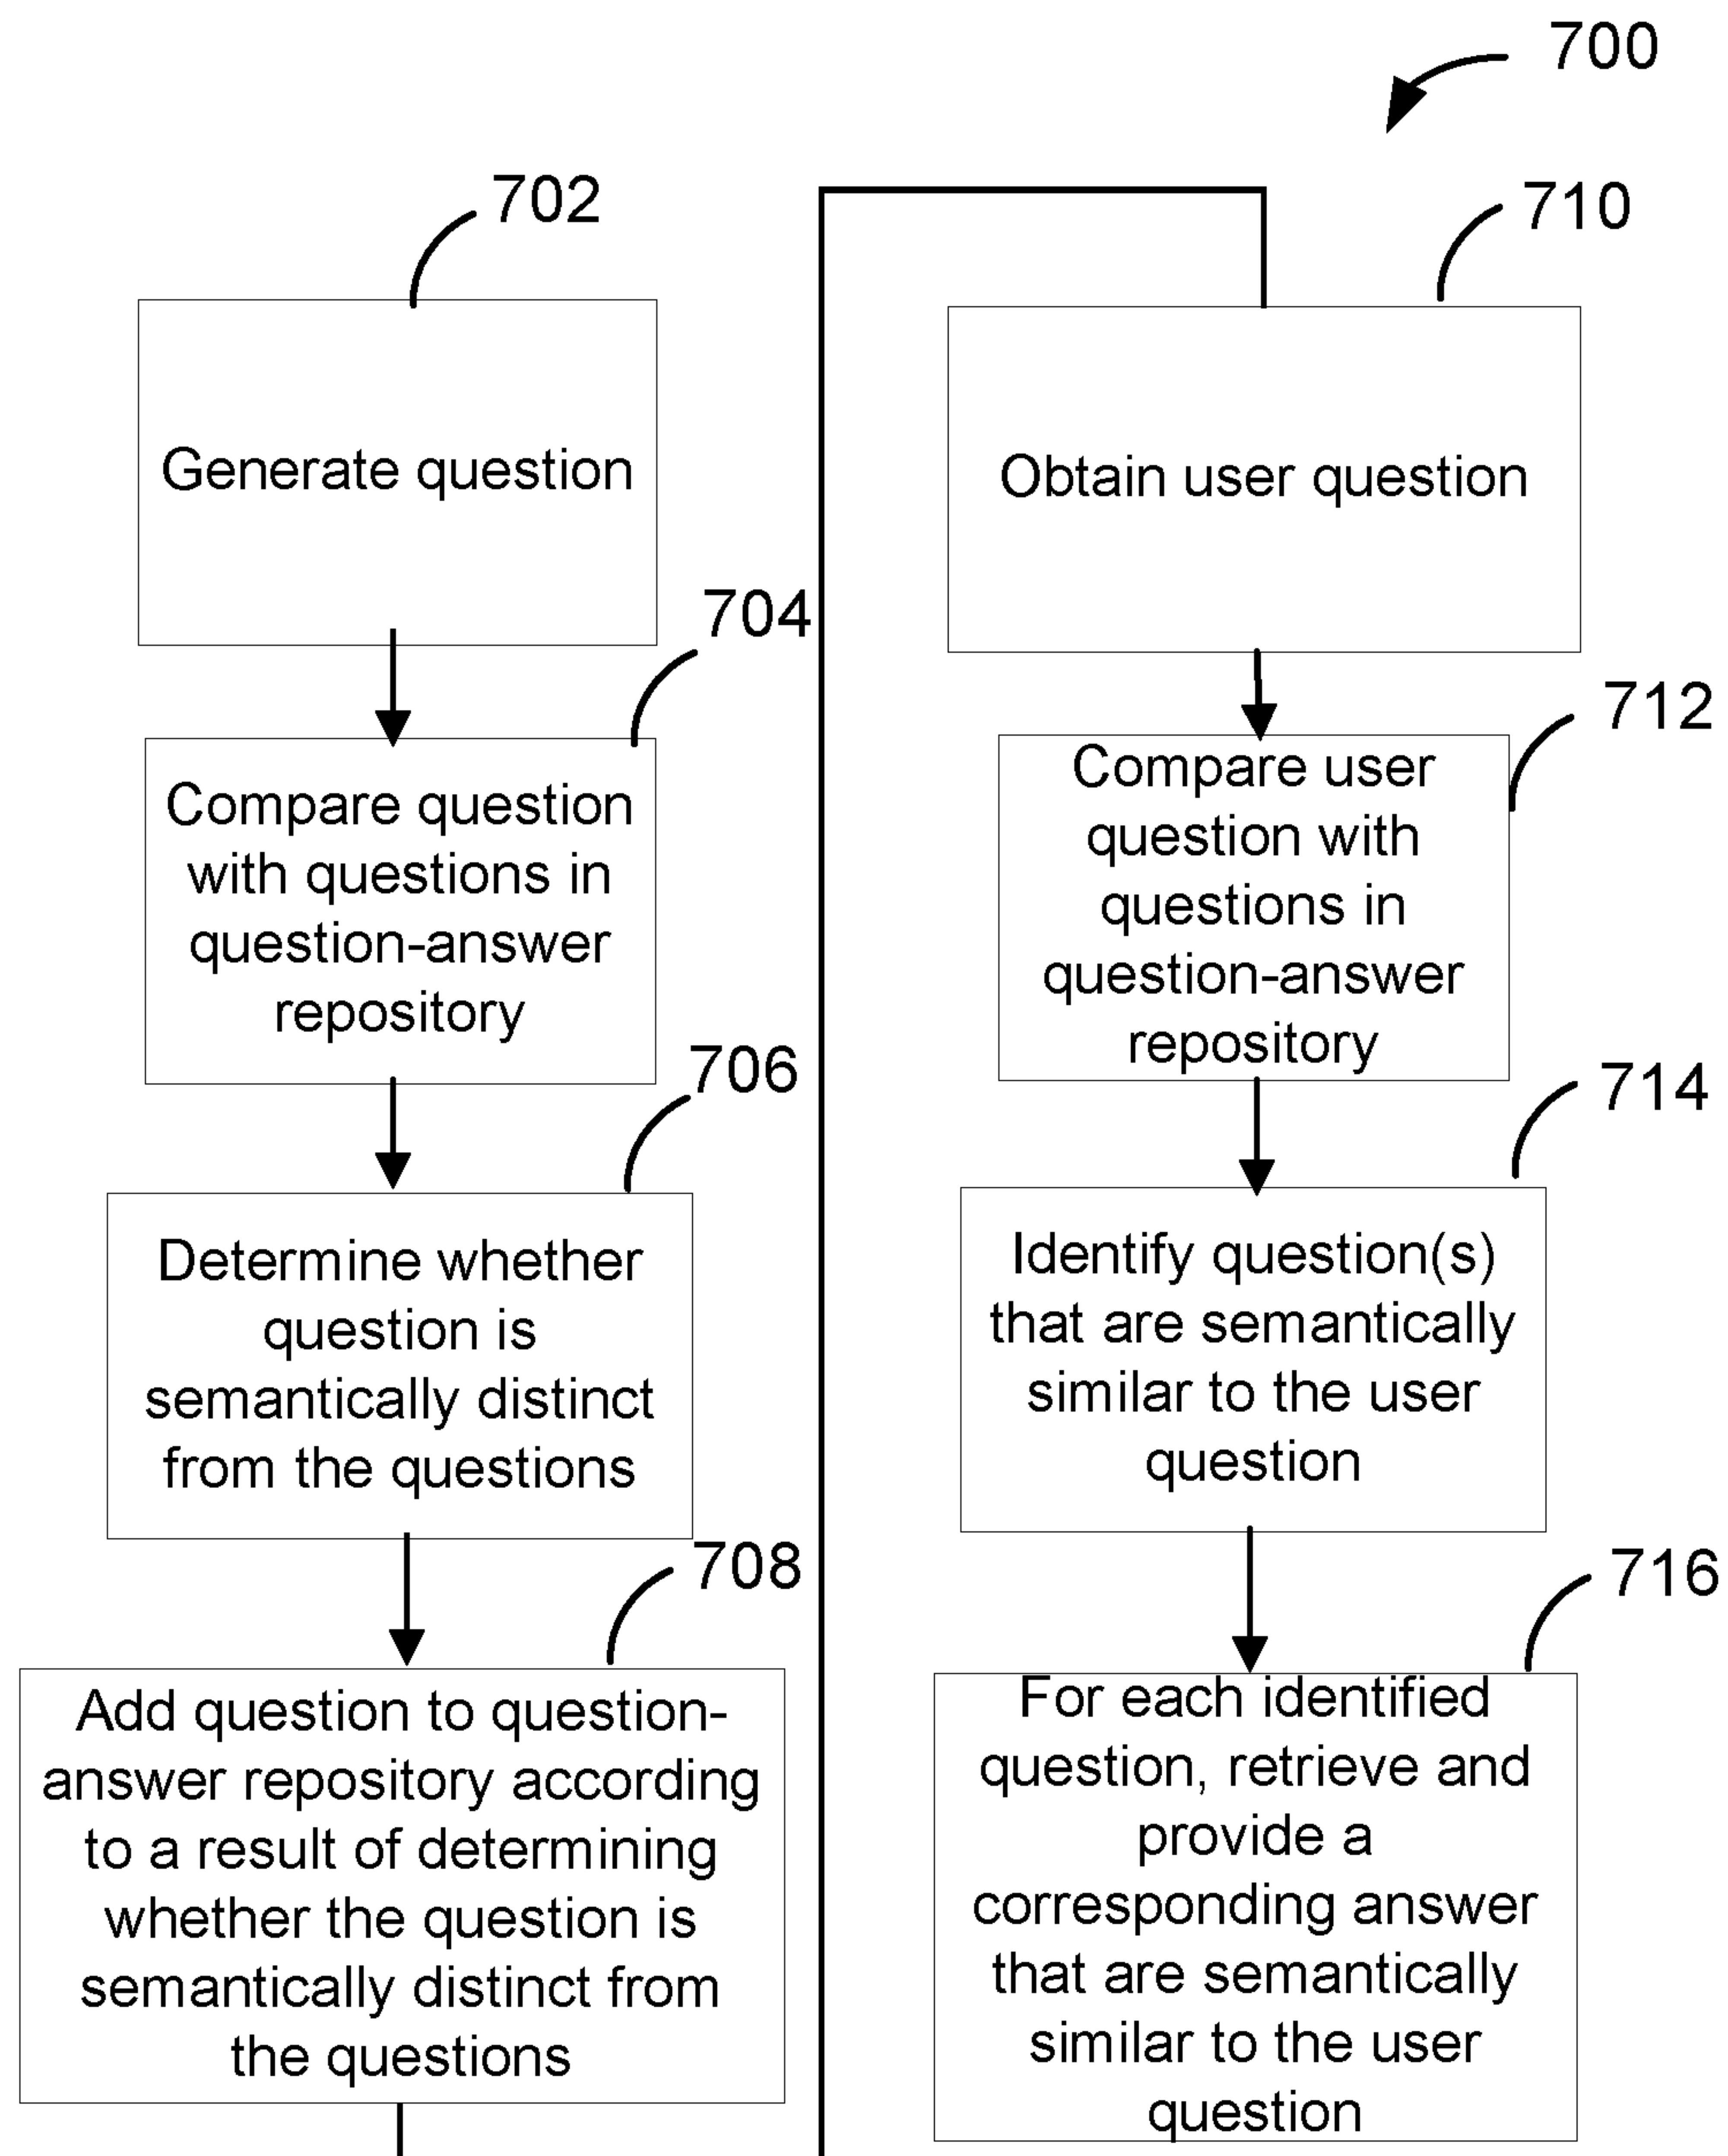 700
702
Generate question
704
Compare question
with questions in
question-answer
repository
706
Determine whether
question is
semantically distinct
from the questions
708
Add question to question-
answer repository according
to a result of determining
whether the question is
semantically distinct from
the questions
710
Obtain user question
712
Compare user
question with
questions in
question-answer
repository
714
Identify question(s)
that are semantically
similar to the user
question
716
For each identified
question, retrieve and
provide a
corresponding answer
that are semantically
similar to the user
question